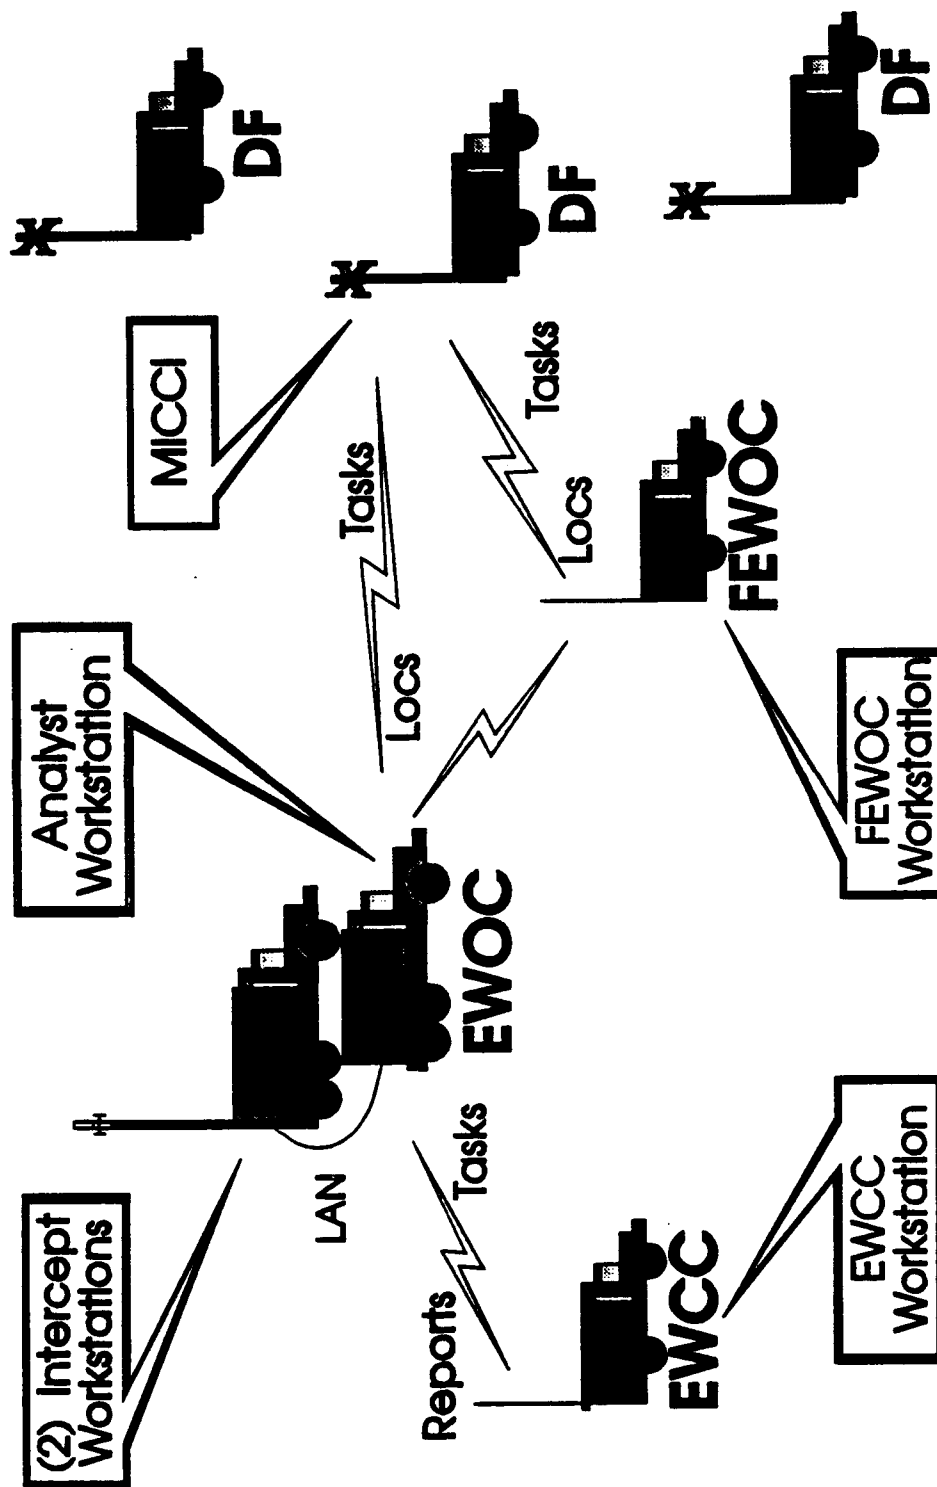 (2) Intercept
Workstations
Analyst
Workstation
MICCI
DF
LAN
EWOC
Locs
Tasks
DF
Reports
Tasks
Locs
Tasks
EWCC
FEWOC
DF
EWCC
Workstation
FEWOC
Workstation